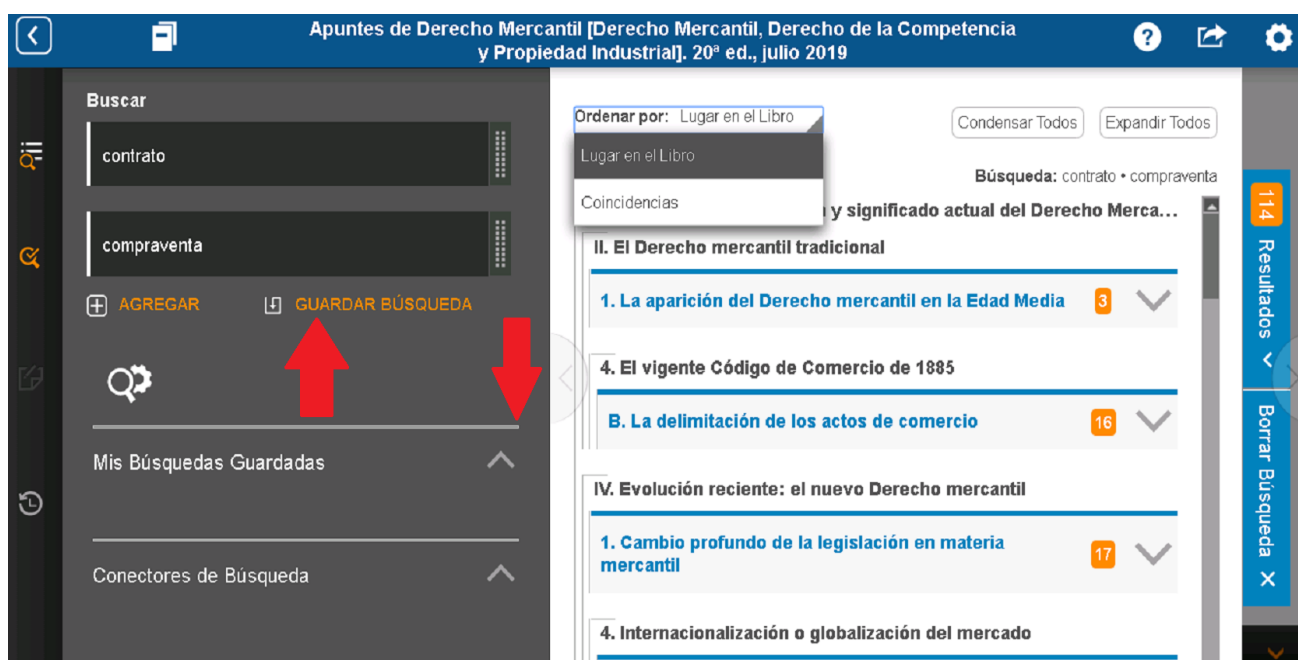 Apuntes de Derecho Mercantil [Derecho Mercantil, Derecho de la Competencia
y Propiedad Industrial]. 20ª ed., julio 2019
Buscar
contrato
compraventa
AGREGAR
GUARDAR BÚSQUEDA
Mis Búsquedas Guardadas
Conectores de Búsqueda
Ordenar por: Lugar en el Libro
Lugar en el Libro
Coincidencias
Condensar Todos
Expandir Todos
Búsqueda: contrato • compraventa
y significado actual del Derecho Merca...
II. El Derecho mercantil tradicional
1. La aparición del Derecho mercantil en la Edad Media 3
4. El vigente Código de Comercio de 1885
B. La delimitación de los actos de comercio 16
IV. Evolución reciente: el nuevo Derecho mercantil
1. Cambio profundo de la legislación en materia
mercantil 17
4. Internacionalización o globalización del mercado
114 Resultados
Borrar Búsqueda X